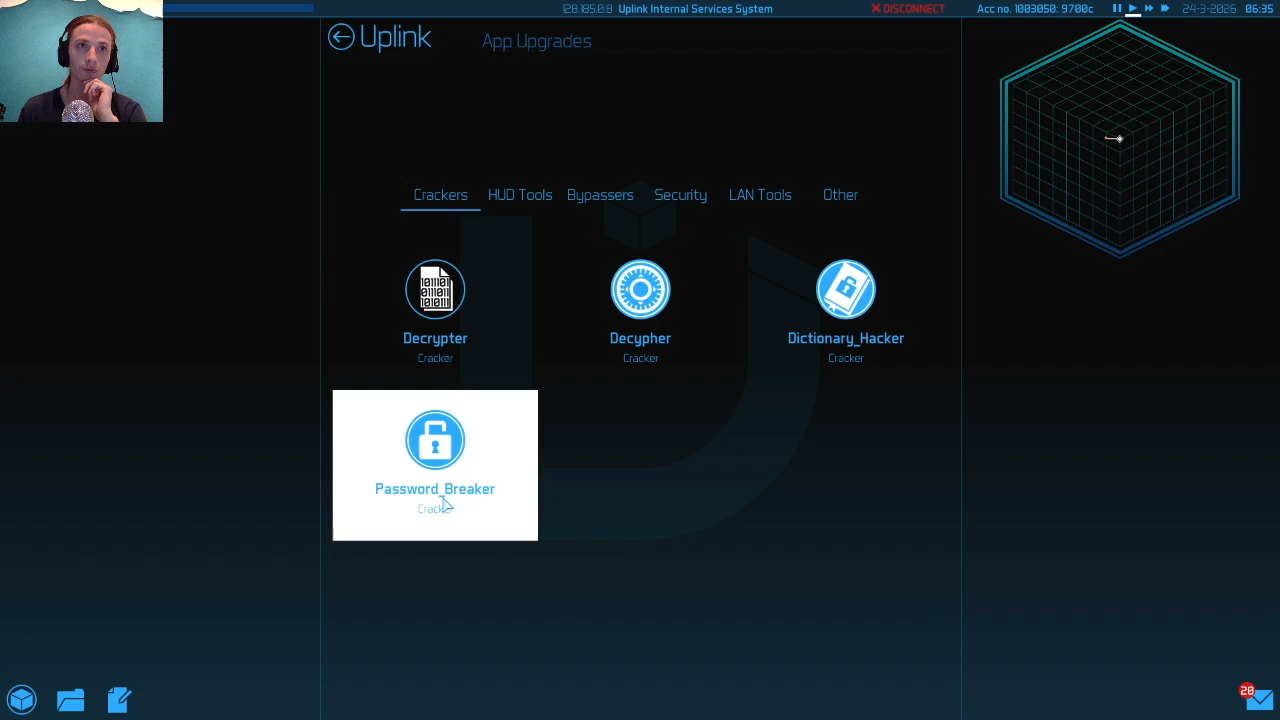 128.185.0.8 Uplink Internal Services System
DISCONNECT
Acc no. 1003050: 9700c
24-3-2026 06:35
Uplink
App Upgrades
Crackers
HUD Tools
Bypassers
Security
LAN Tools
Other
Decrypter
Cracker
Decypher
Cracker
Dictionary_Hacker
Cracker
Password_Breaker
Cracker
20